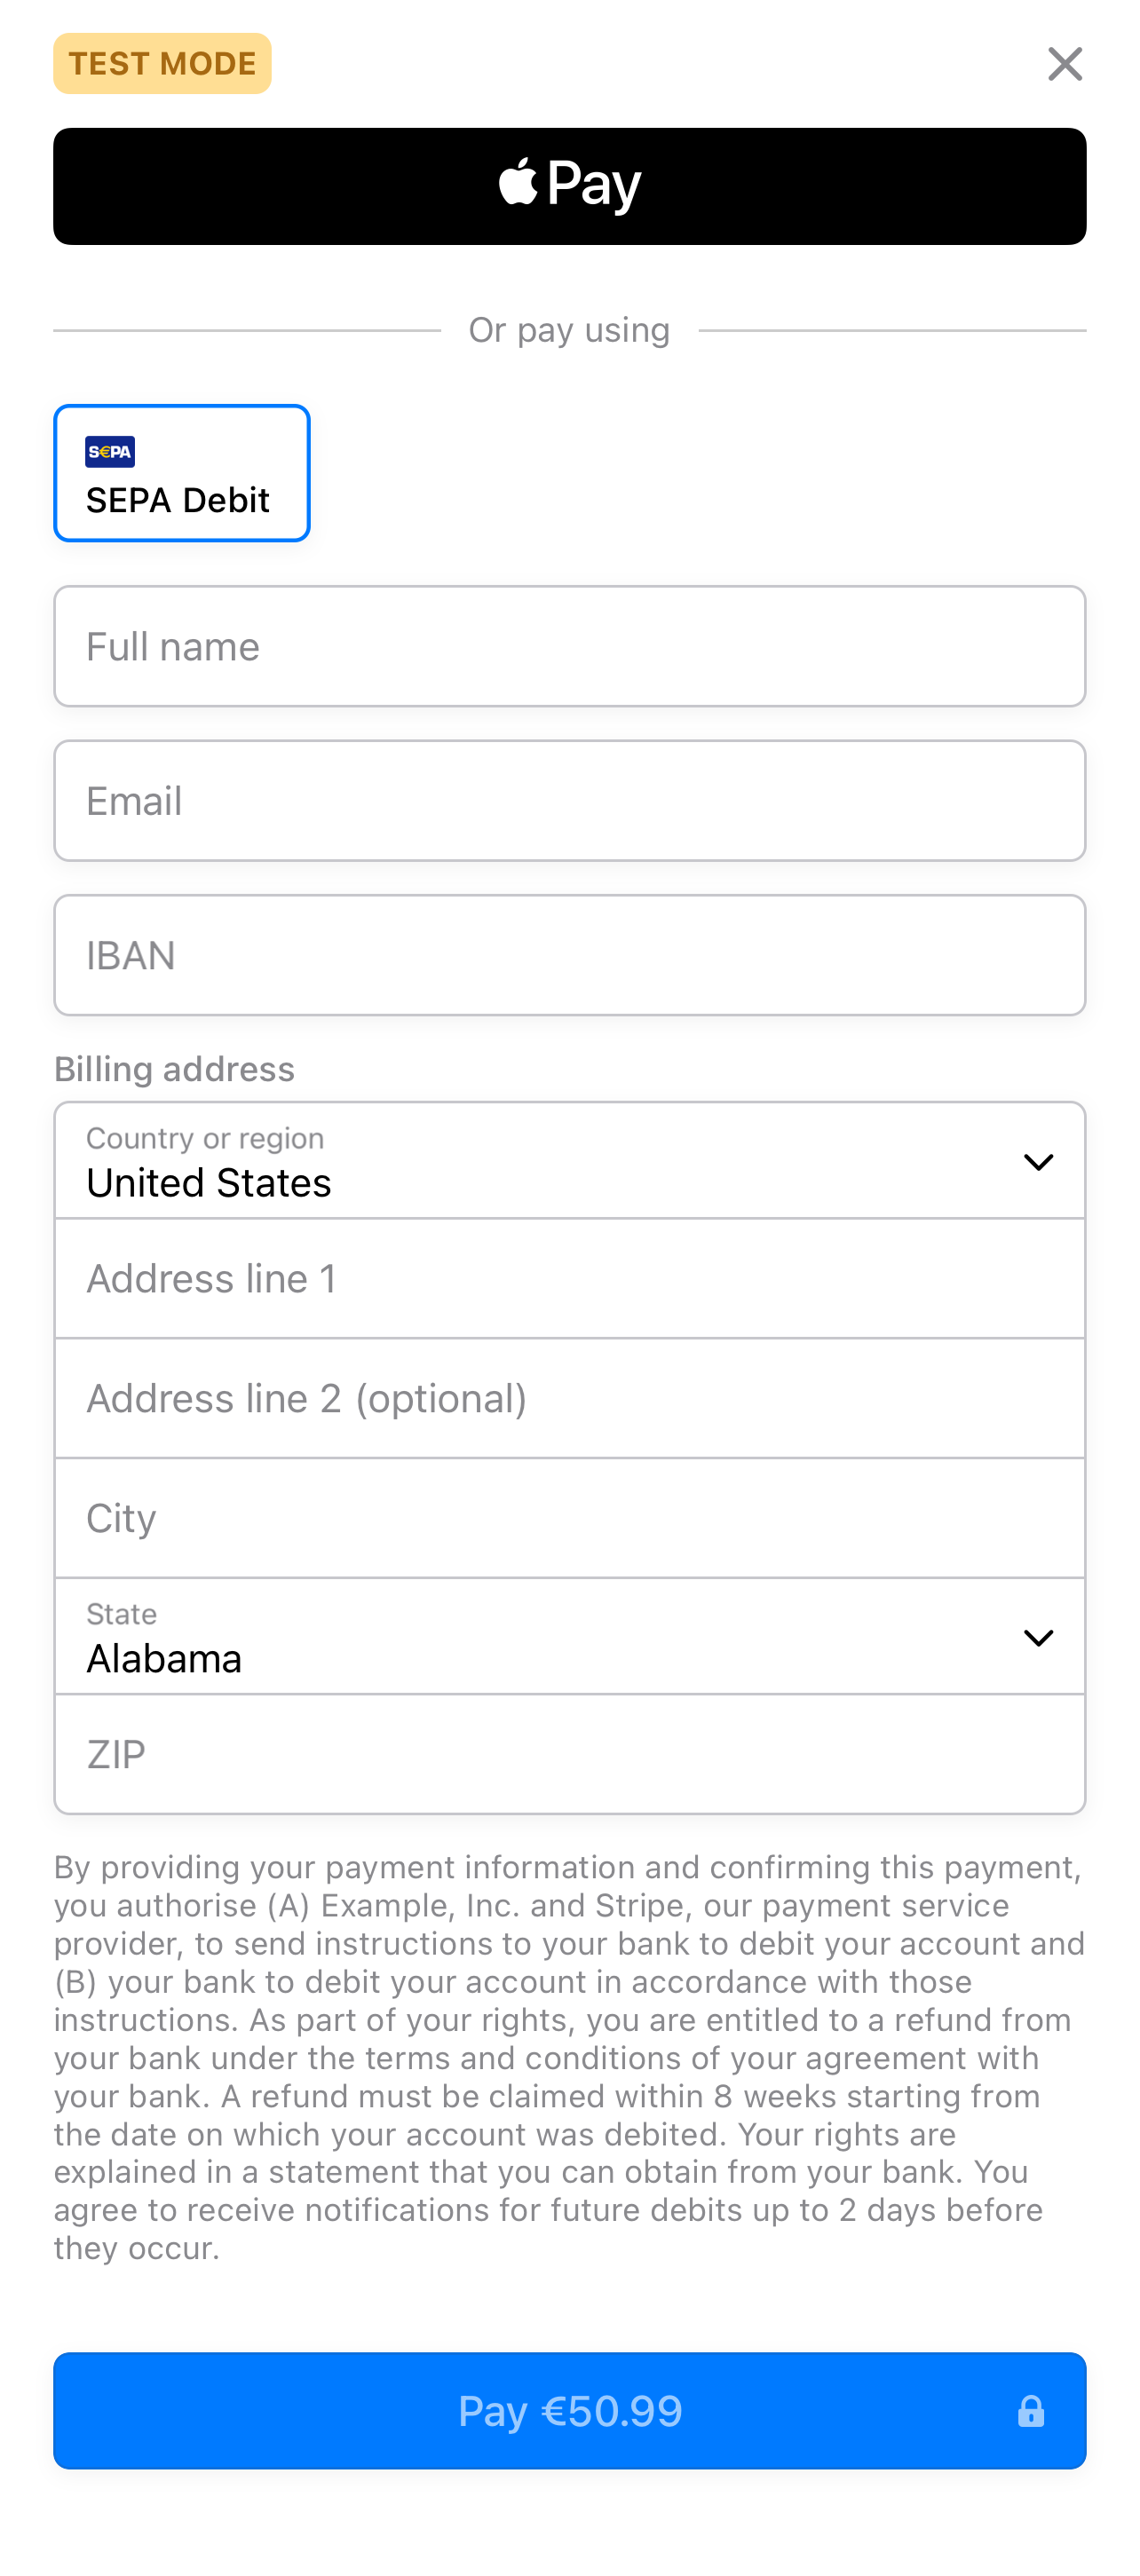 TEST MODE
Pay
Or pay using
S€PA
SEPA Debit
Full name
Email
IBAN
Billing address
Country or region
United States
Address line 1
Address line 2 (optional)
City
State
Alabama
ZIP
By providing your payment information and confirming this payment,
you authorise (A) Example, Inc. and Stripe, our payment service
provider, to send instructions to your bank to debit your account and
(B) your bank to debit your account in accordance with those
instructions. As part of your rights, you are entitled to a refund from
your bank under the terms and conditions of your agreement with
your bank. A refund must be claimed within 8 weeks starting from
the date on which your account was debited. Your rights are
explained in a statement that you can obtain from your bank. You
agree to receive notifications for future debits up to 2 days before
they occur.
Pay €50.99